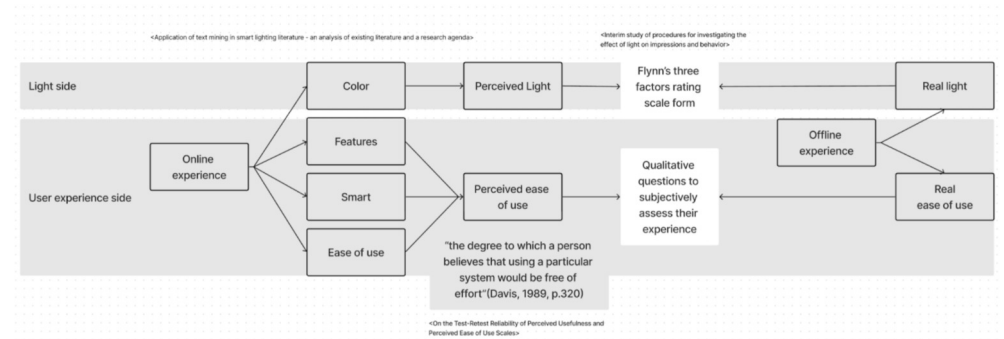 <Application of text mining in smart lighting literature - an analysis of existing literature and a research agenda>
<Interim study of procedures for investigating the
effect of light on impressions and behavior>
Light side
Color
Perceived Light
Flynn's three
factors rating
scale form
Real light
User experience side
Online
experience
Features
Smart
Ease of use
Perceived ease
of use
"the degree to which a person
believes that using a particular
system would be free of
effort"(Davis, 1989, p.320)
<On the Test-Retest Reliability of Perceived Usefulness and
Perceived Ease of Use Scales>
Qualitative
questions to
subjectively
assess their
experience
Offline
experience
Real
ease of use